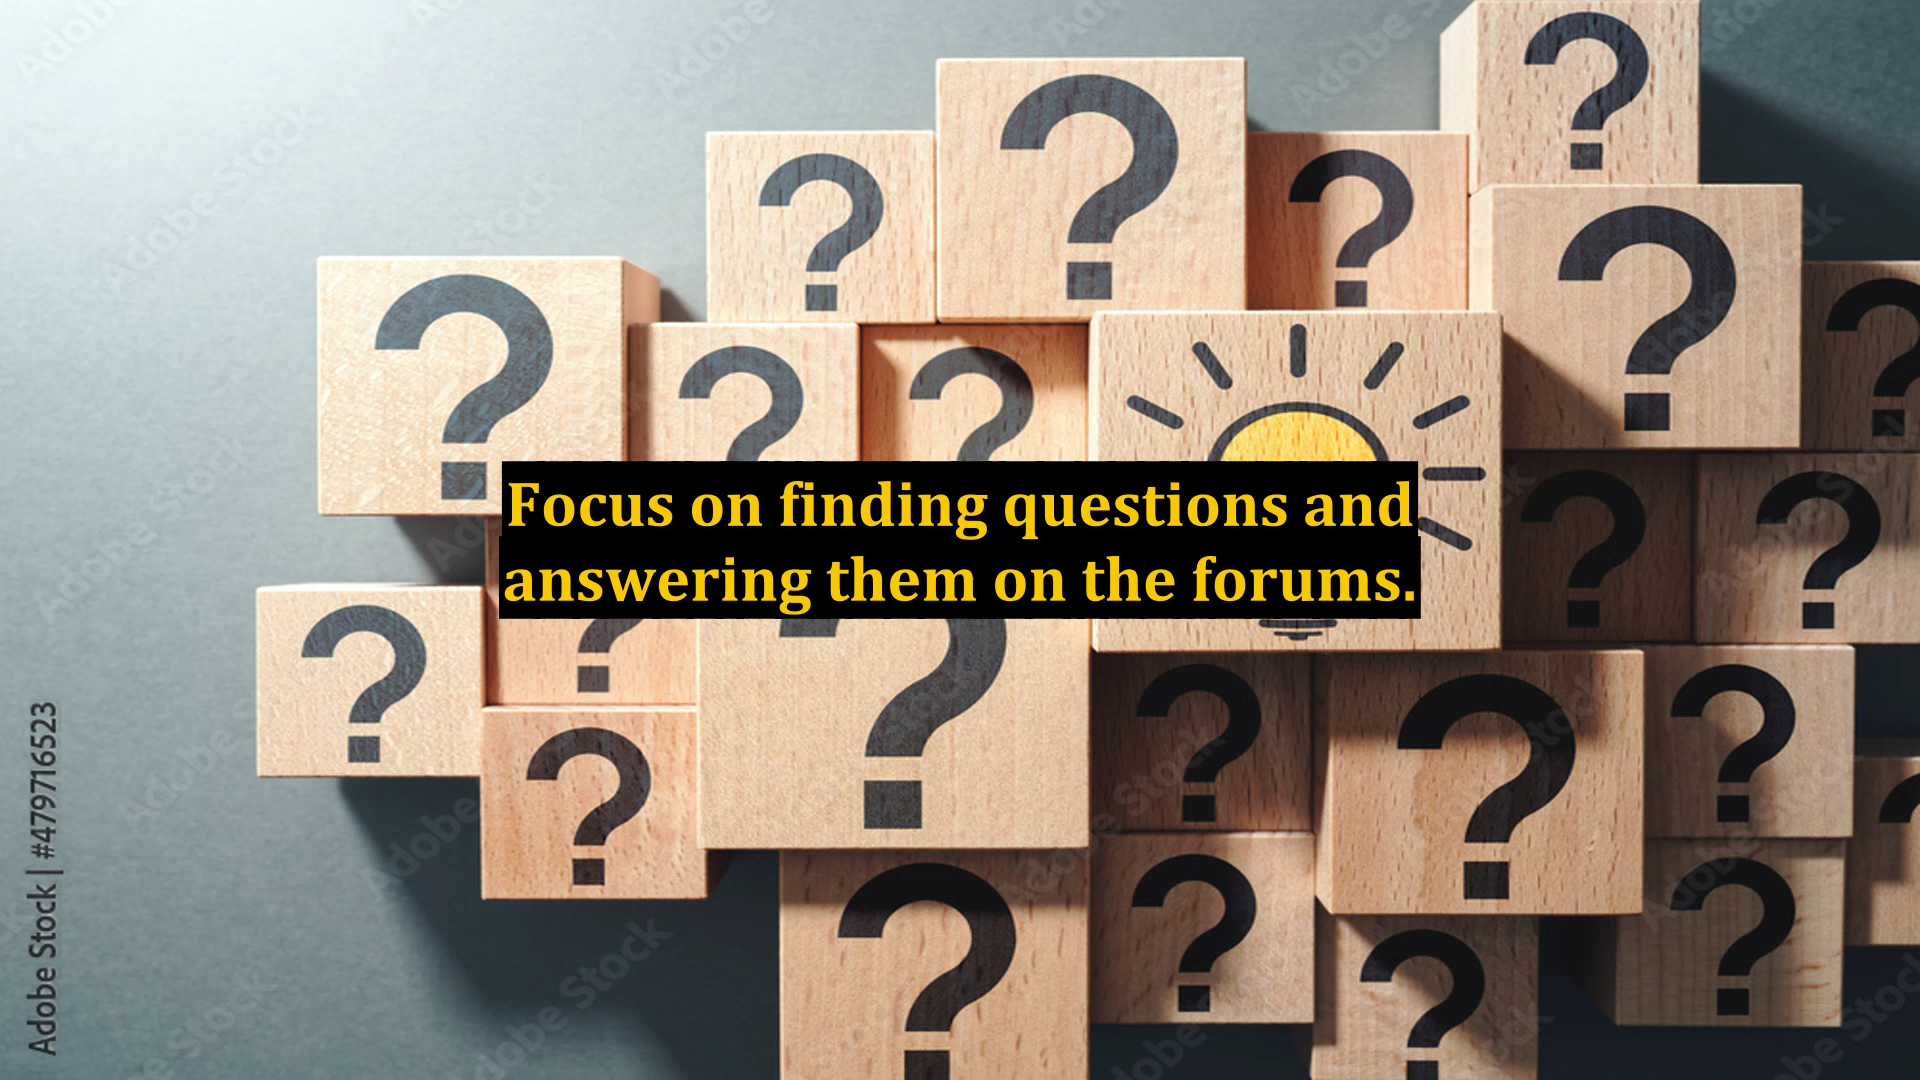 Focus on finding questions and
answering them on the forums.
Adobe Stock | #479716523